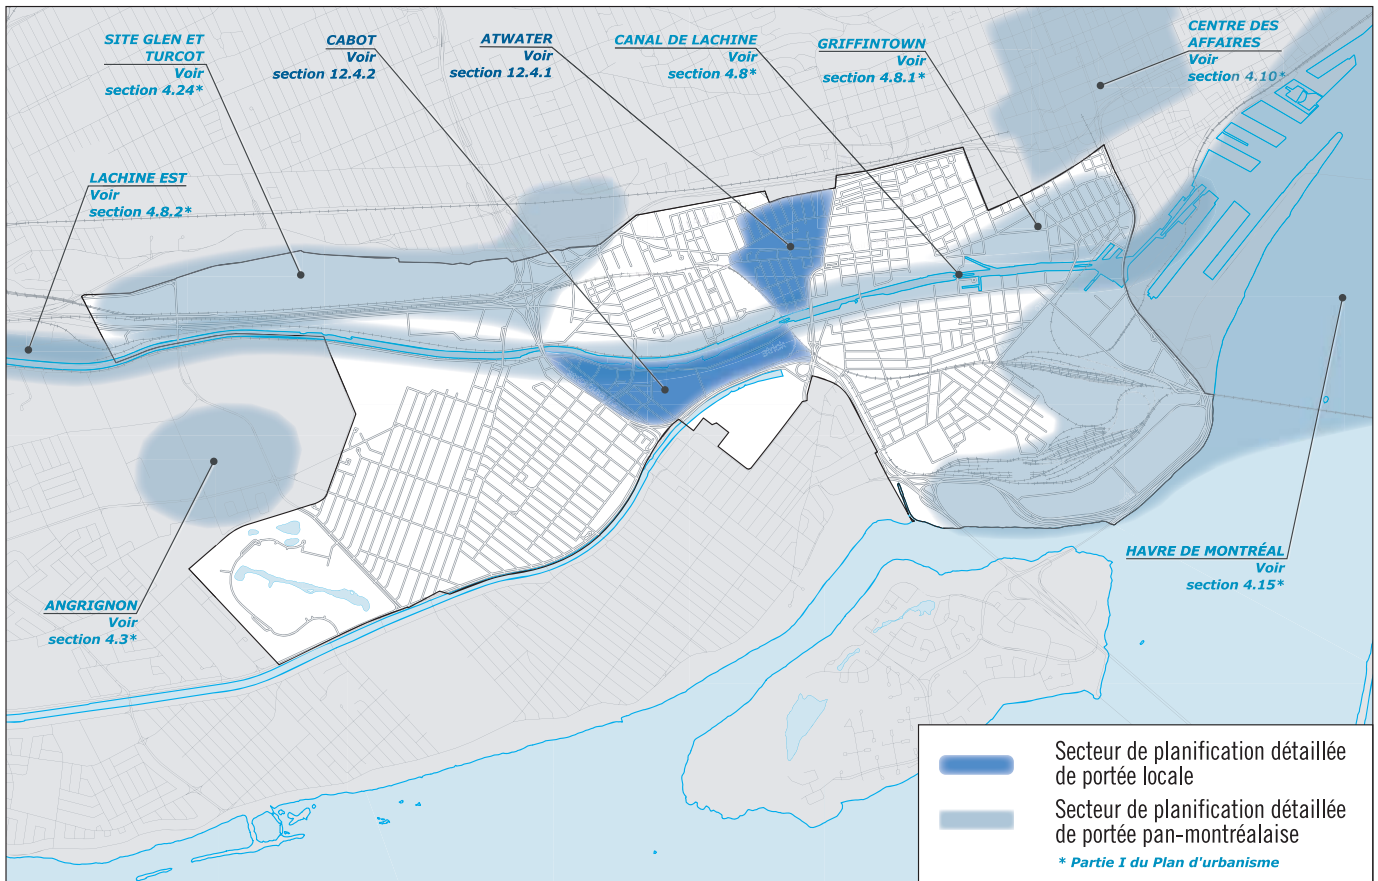 SITE GLEN ET
TURCOT
Voir
section 4.24*
CABOT
Voir
section 12.4.2
ATWATER
Voir
section 12.4.1
CANAL DE LACHINE
Voir
section 4.8*
GRIFFINTOWN
Voir
section 4.8.1*
CENTRE DES
AFFAIRES
Voir
section 4.10*
LACHINE EST
Voir
section 4.8.2*
ANGRIGNON
Voir
section 4.3*
HAVRE DE MONTRÉAL
Voir
section 4.15*
Secteur de planification détaillée
de portée locale
Secteur de planification détaillée
de portée pan-montréalaise
* Partie I du Plan d'urbanisme